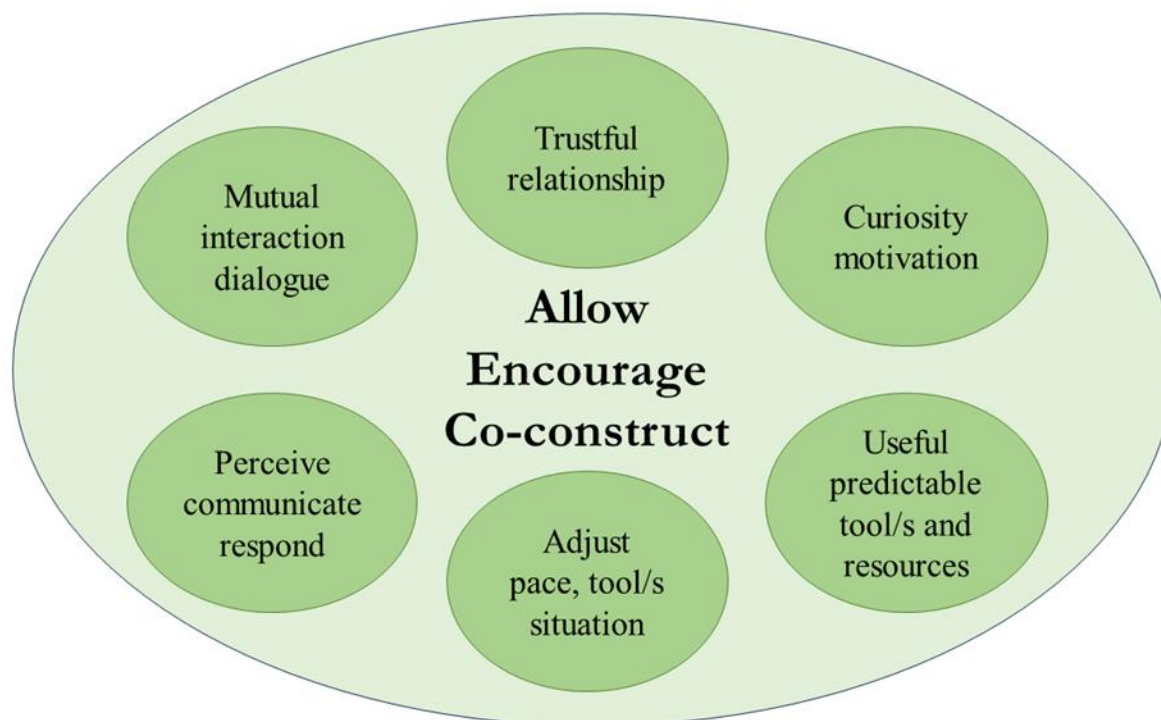 Trustful
relationship
Mutual
interaction
dialogue
Curiosity
motivation
Allow
Encourage
Co-construct
Perceive
communicate
respond
Adjust
pace, tool/s
situation
Useful
predictable
tool/s and
resources